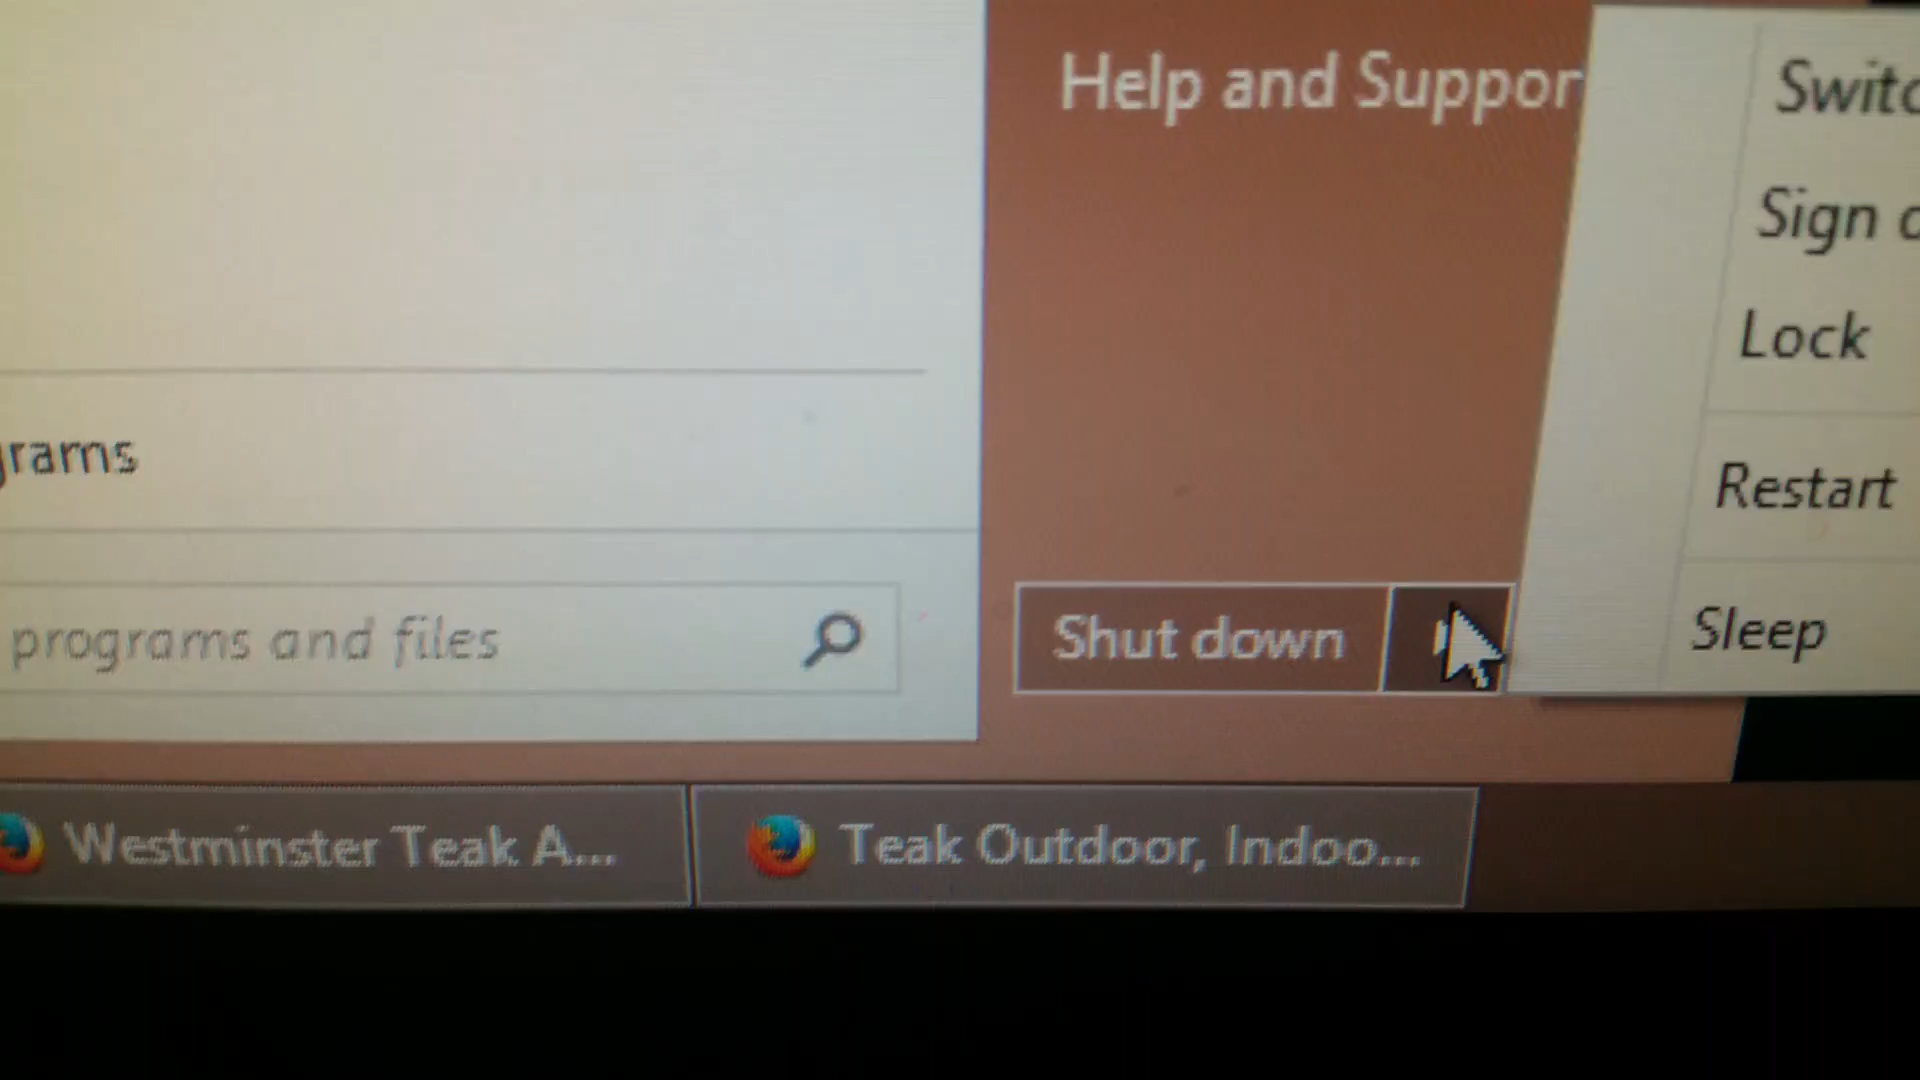 Help and Suppor
Switc
Sign o
Lock
grams
Restart
programs and files
Shut down
Sleep
Westminster Teak A...
Teak Outdoor, Indoo...